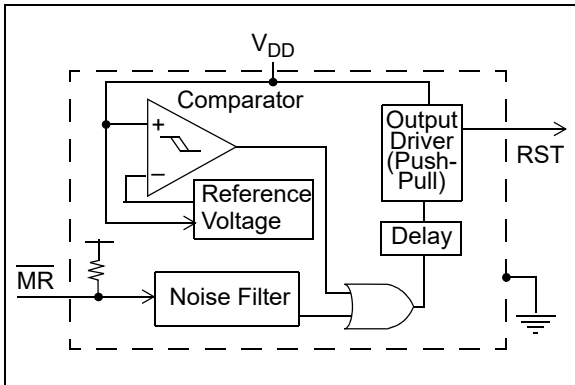 VDD
Comparator
+
−
Output
Driver
(Push-
Pull)
RST
Reference
Voltage
Delay
MR
Noise Filter